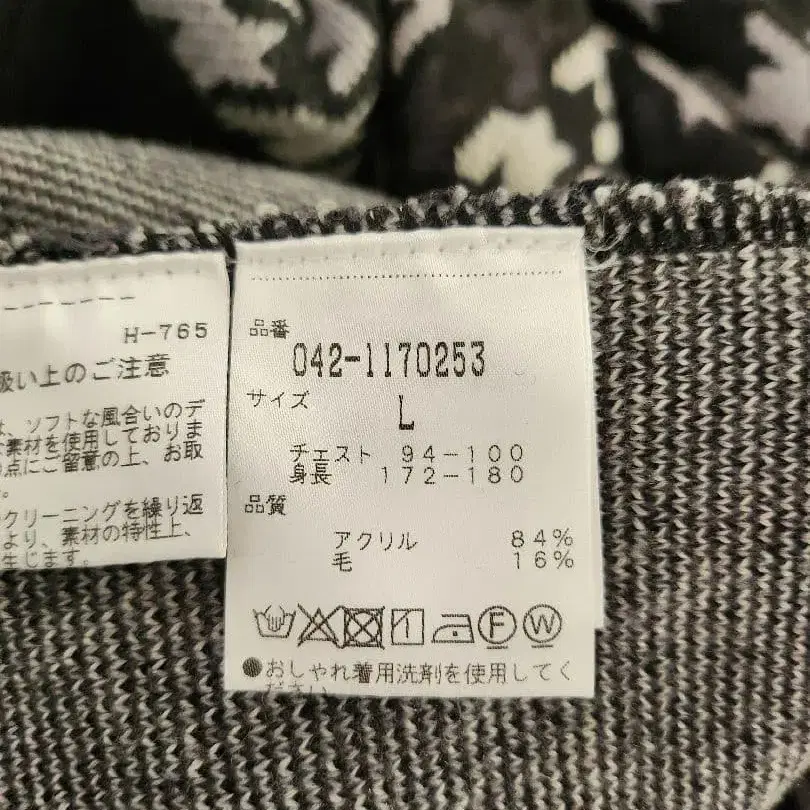 H-765
扱い上のご注意
、ソフトな風合いのデ
素材を使用しておりま
点にご留意の上、お取
。
クリーニングを繰り返
より、素材の特性上、
生じます。
品番
042-1170253
サイズ
L
チェスト 94-100
身長 172-180
品質
アクリル 84%
毛 16%
F W
●おしゃれ着用洗剤を使用してく
ださい